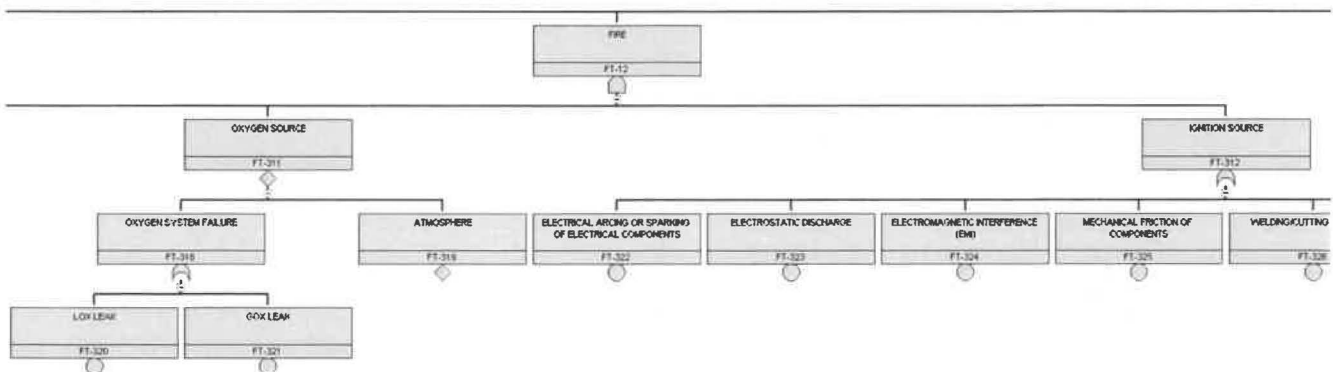 FIRE
FT-12
OXYGEN SOURCE
FT-311
IGNITION SOURCE
FT-312
OXYGEN SYSTEM FAILURE
FT-318
ATMOSPHERE
FT-319
ELECTRICAL ARCING OR SPARKING
OF ELECTRICAL COMPONENTS
FT-322
ELECTROSTATIC DISCHARGE
FT-323
ELECTROMAGNETIC INTERFERENCE
(EMI)
FT-324
MECHANICAL FRICTION OF
COMPONENTS
FT-325
WELDING/CUTTING
FT-326
LOX LEAK
FT-320
GOX LEAK
FT-321